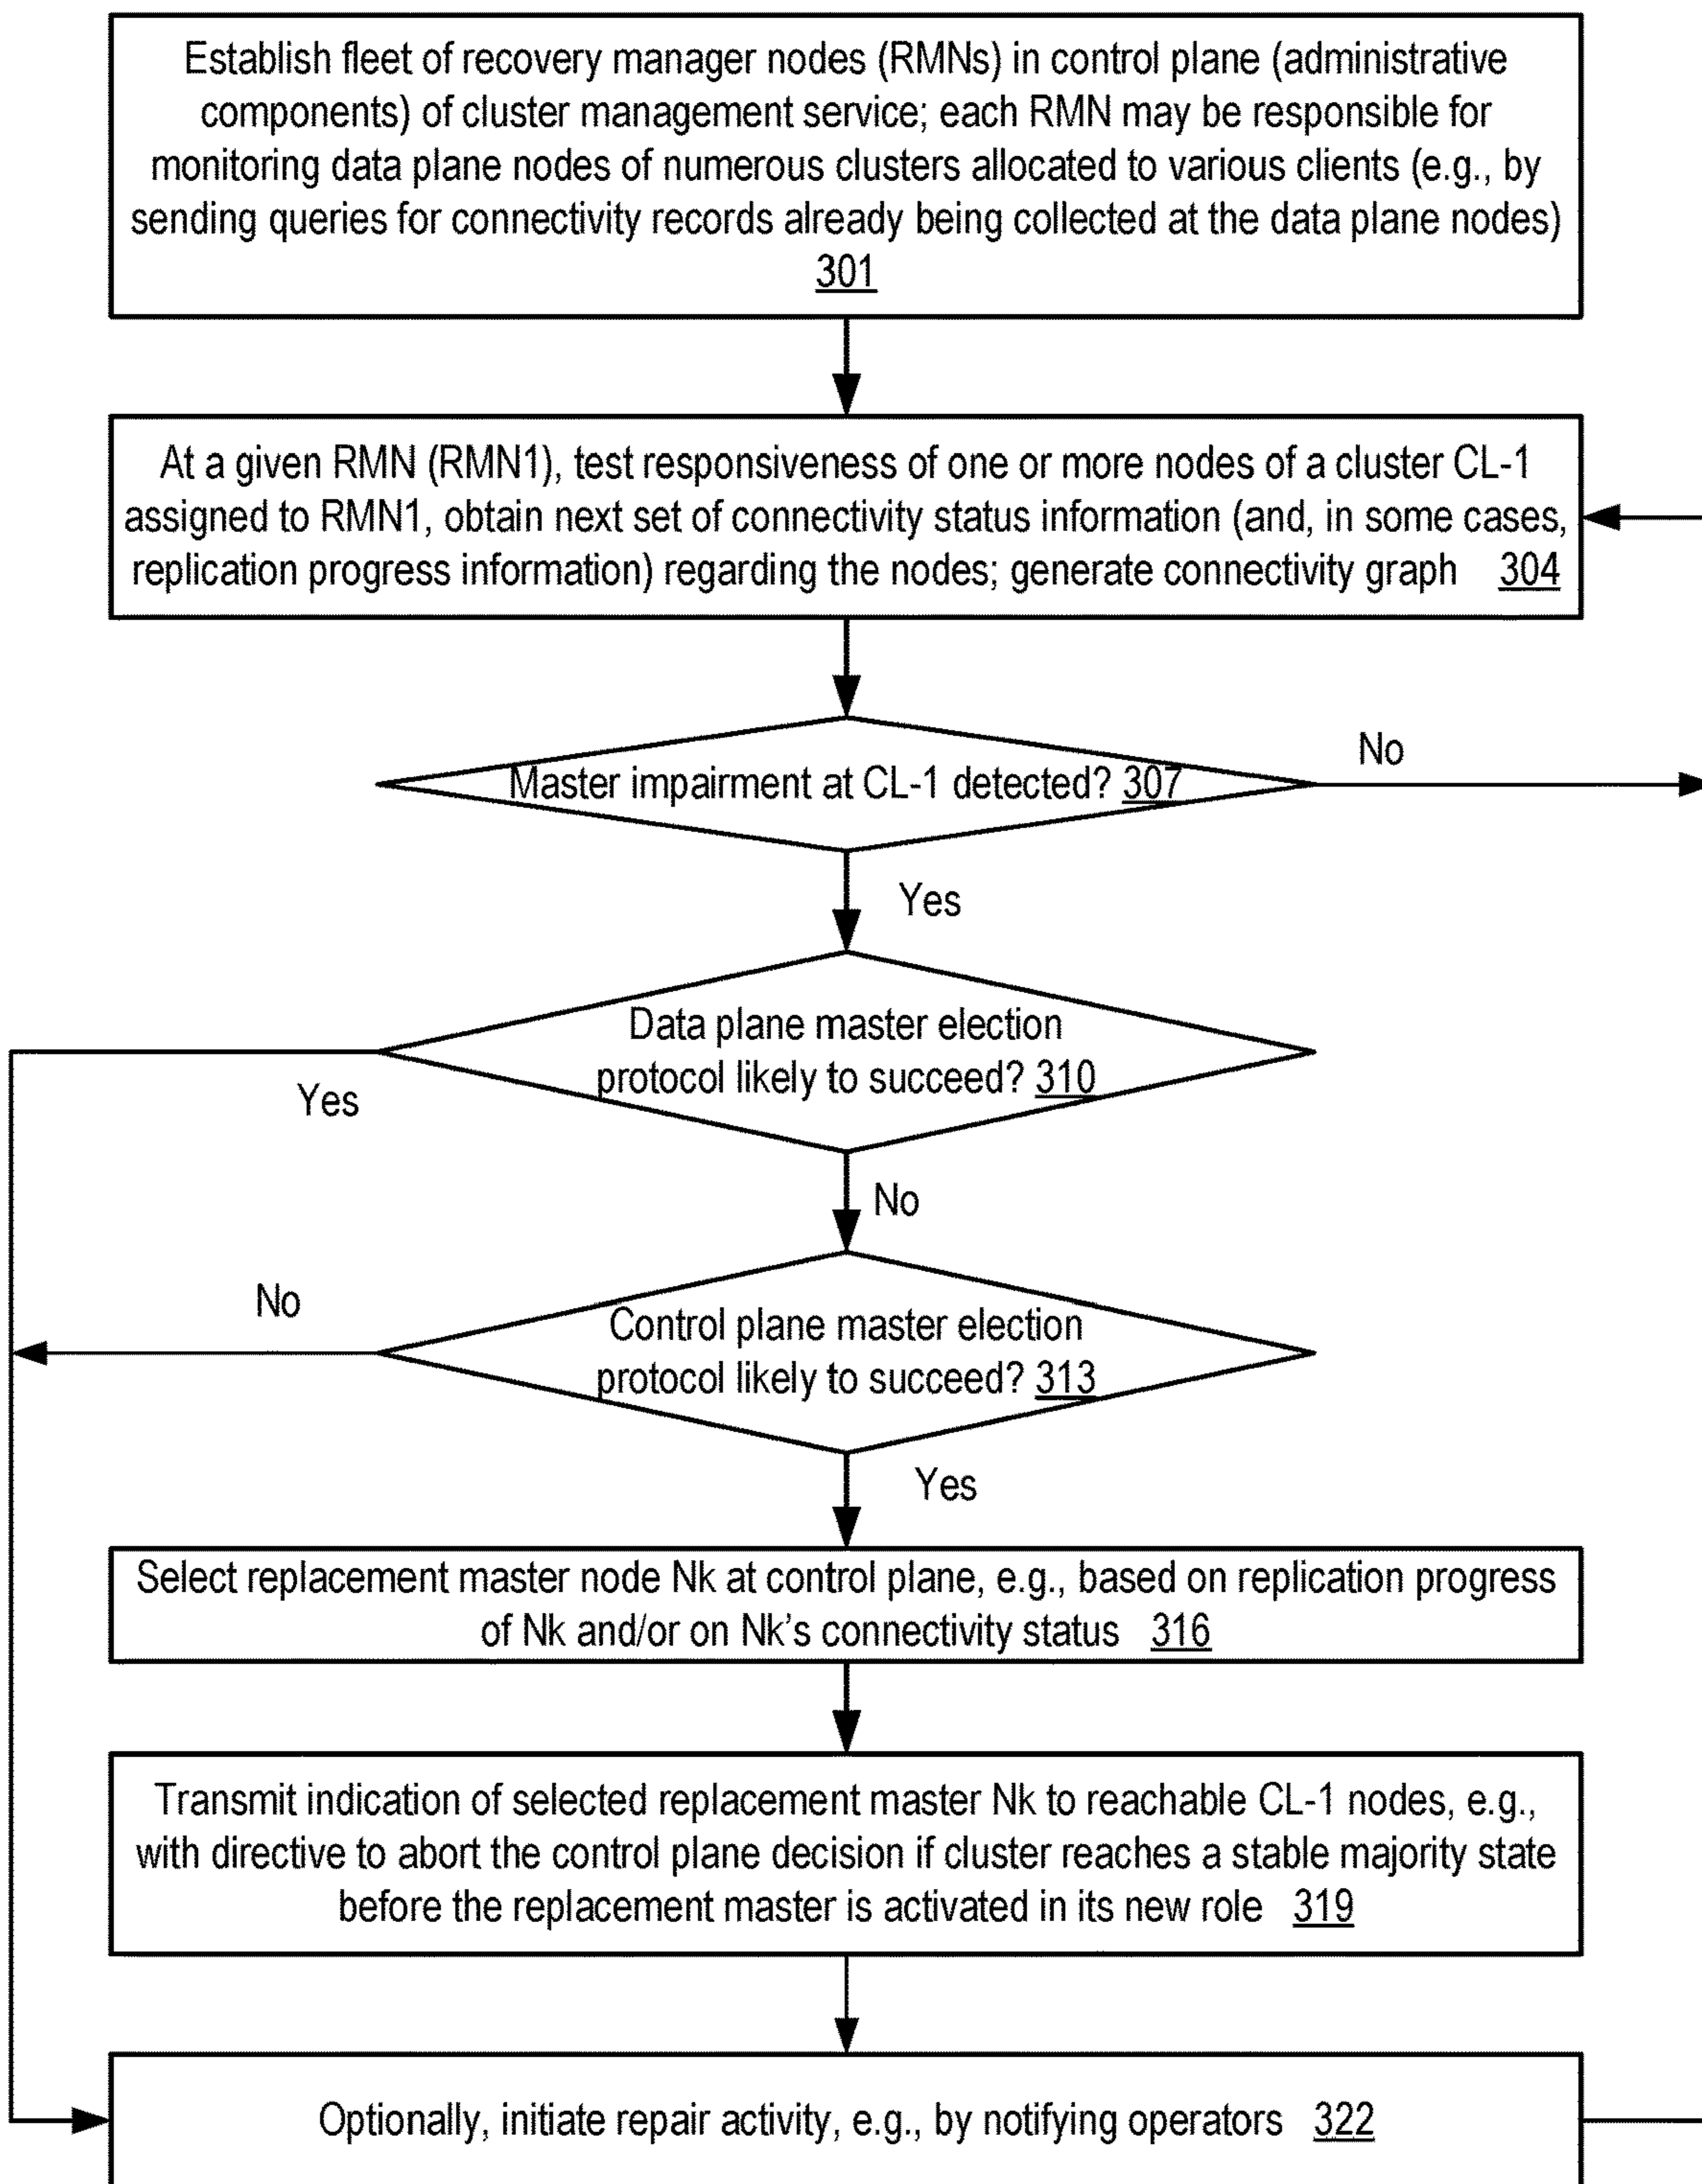 Establish fleet of recovery manager nodes (RMNs) in control plane (administrative
components) of cluster management service; each RMN may be responsible for
monitoring data plane nodes of numerous clusters allocated to various clients (e.g., by
sending queries for connectivity records already being collected at the data plane nodes)
301
At a given RMN (RMN1), test responsiveness of one or more nodes of a cluster CL-1
assigned to RMN1, obtain next set of connectivity status information (and, in some cases,
replication progress information) regarding the nodes; generate connectivity graph 304
No
Master impairment at CL-1 detected? 307
Yes
Data plane master election
protocol likely to succeed? 310
Yes
No
No
Control plane master election
protocol likely to succeed? 313
Yes
Select replacement master node Nk at control plane, e.g., based on replication progress
of Nk and/or on Nk’s connectivity status 316
Transmit indication of selected replacement master Nk to reachable CL-1 nodes, e.g.,
with directive to abort the control plane decision if cluster reaches a stable majority state
before the replacement master is activated in its new role 319
Optionally, initiate repair activity, e.g., by notifying operators 322